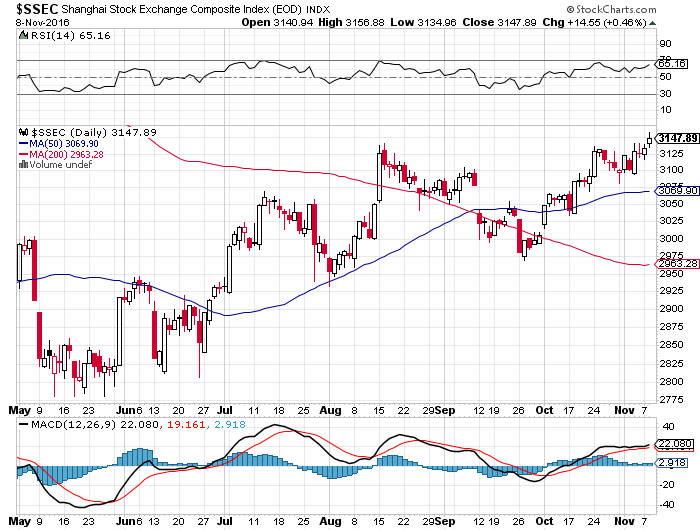 $SSEC Shanghai Stock Exchange Composite Index (EOD) INDX © StockCharts.com
8-Nov-2016 Open 3140.94 High 3156.88 Low 3134.96 Close 3147.89 Chg +14.55 (+0.46%)
RSI(14) 65.16
90
70
65.16
50
30
10
$SSEC (Daily) 3147.89
MA(50) 3069.90
MA(200) 2963.28
Volume undef
3147.89
3125
3100
3075
3069.90
3050
3025
3000
2975
2963.28
2950
2925
2900
2875
2850
2825
2800
2775
May 9 16 23 Jun 6 13 20 27 Jul 11 18 25 Aug 8 15 22 29 Sep 12 19 26 Oct 17 24 Nov 7
MACD(12,26,9) 22.080, 19.161, 2.918
40
22.080
2.918
-20
-40
May 9 16 23 Jun 6 13 20 27 Jul 11 18 25 Aug 8 15 22 29 Sep 12 19 26 Oct 17 24 Nov 7